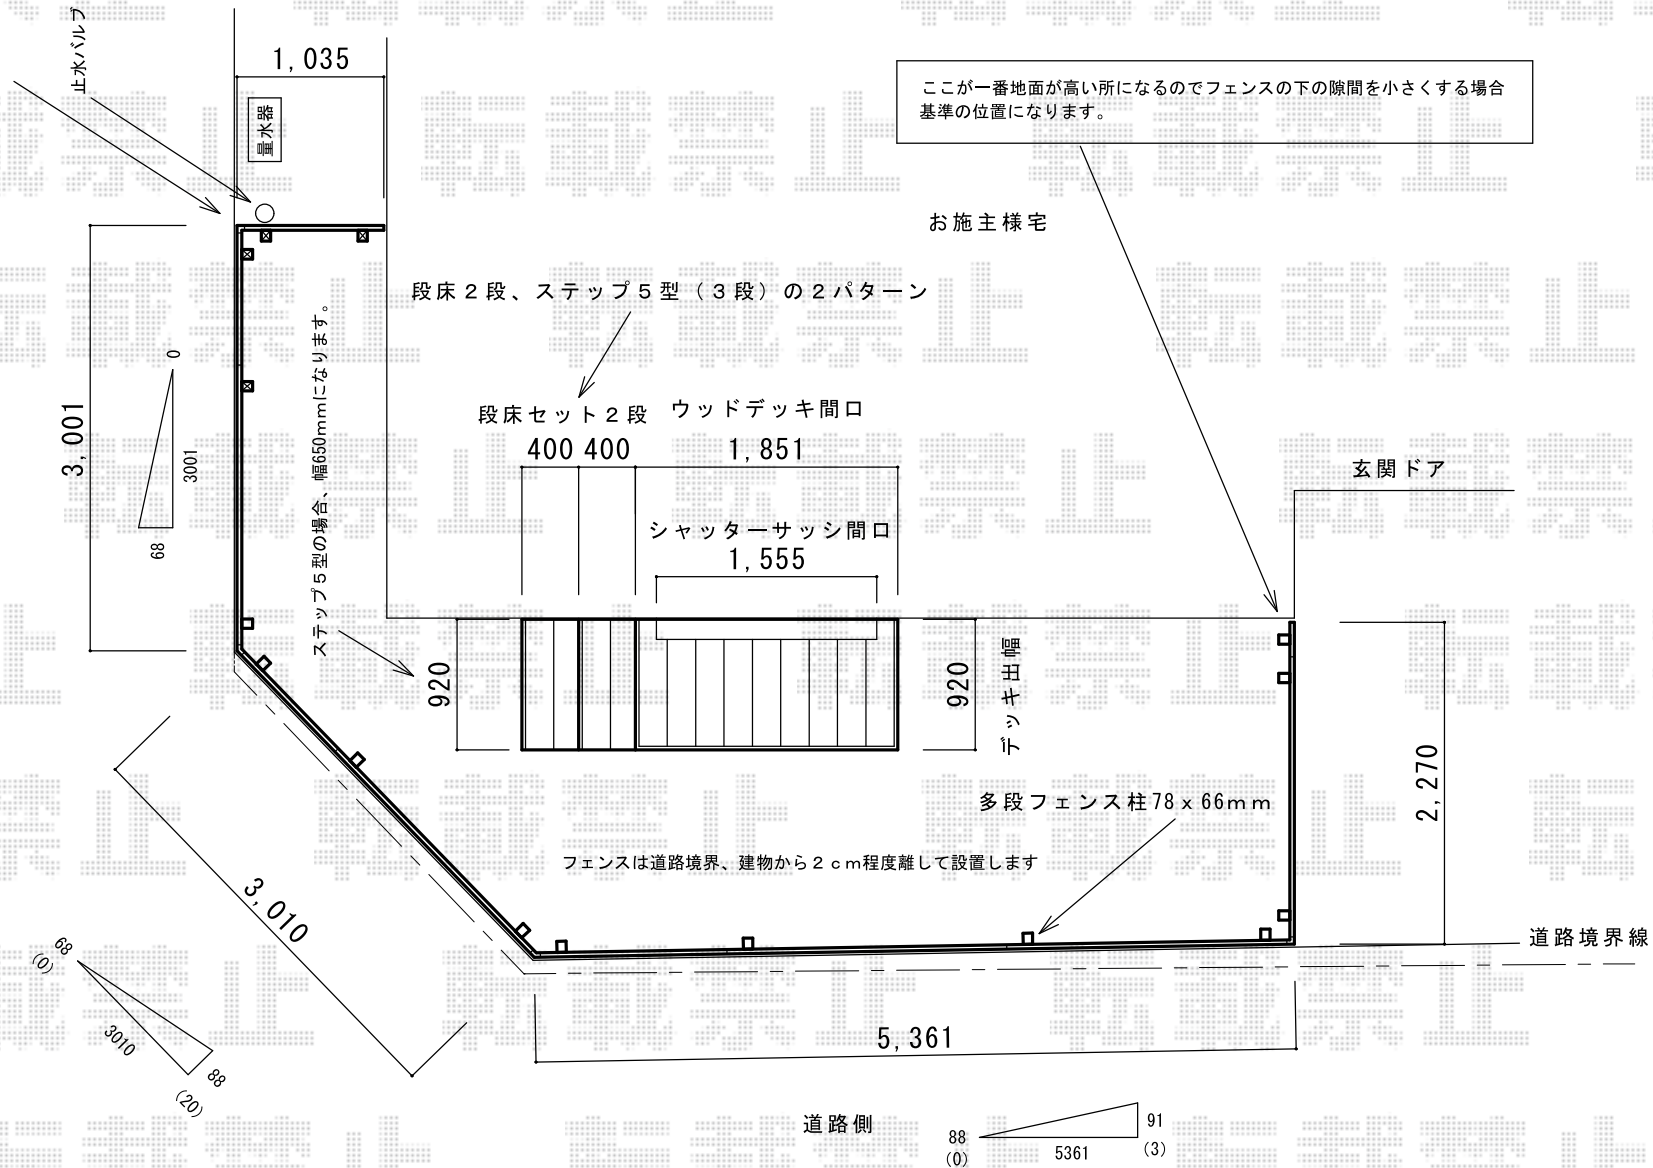 止水バルブ
1,035
量水器
ここが一番地面が高い所になるのでフェンスの下の隙間を小さくする場合
基準の位置になります。
お施主様宅
段床２段、ステップ５型（３段）の２パターン
段床セット２段
ウッドデッキ間口
400 400
1,851
シャッターサッシ間口
1,555
玄関ドア
3,001
0
3001
68
ステップ５型の場合、幅650mmになります。
920
920
デッキ出幅
2,270
多段フェンス柱78ｘ66ｍｍ
フェンスは道路境界、建物から２ｃｍ程度離して設置します
3,010
68
(0)
3010
88
(20)
道路境界線
5,361
道路側
88
(0)
5361
91
(3)
転載禁止